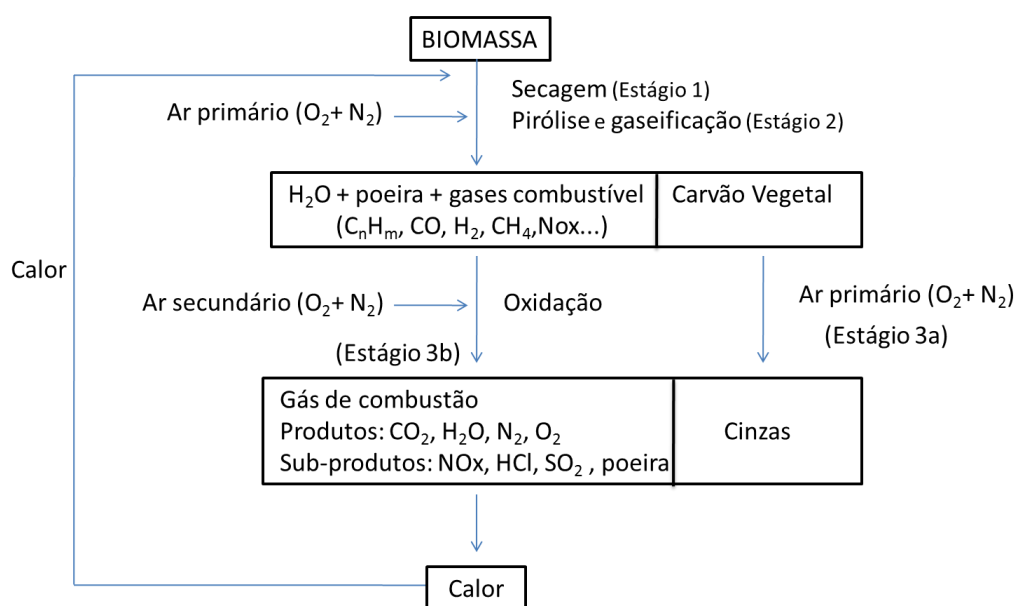 BIOMASSA
Secagem (Estágio 1)
Ar primário (O₂+ N₂)
Pirólise e gaseificação (Estágio 2)
H₂O + poeira + gases combustível
(CₙHₘ, CO, H₂, CH₄,Nox...)
Carvão Vegetal
Calor
Ar secundário (O₂+ N₂)
Oxidação
Ar primário (O₂+ N₂)
(Estágio 3a)
(Estágio 3b)
Gás de combustão
Produtos: CO₂, H₂O, N₂, O₂
Sub-produtos: NOx, HCl, SO₂ , poeira
Cinzas
Calor